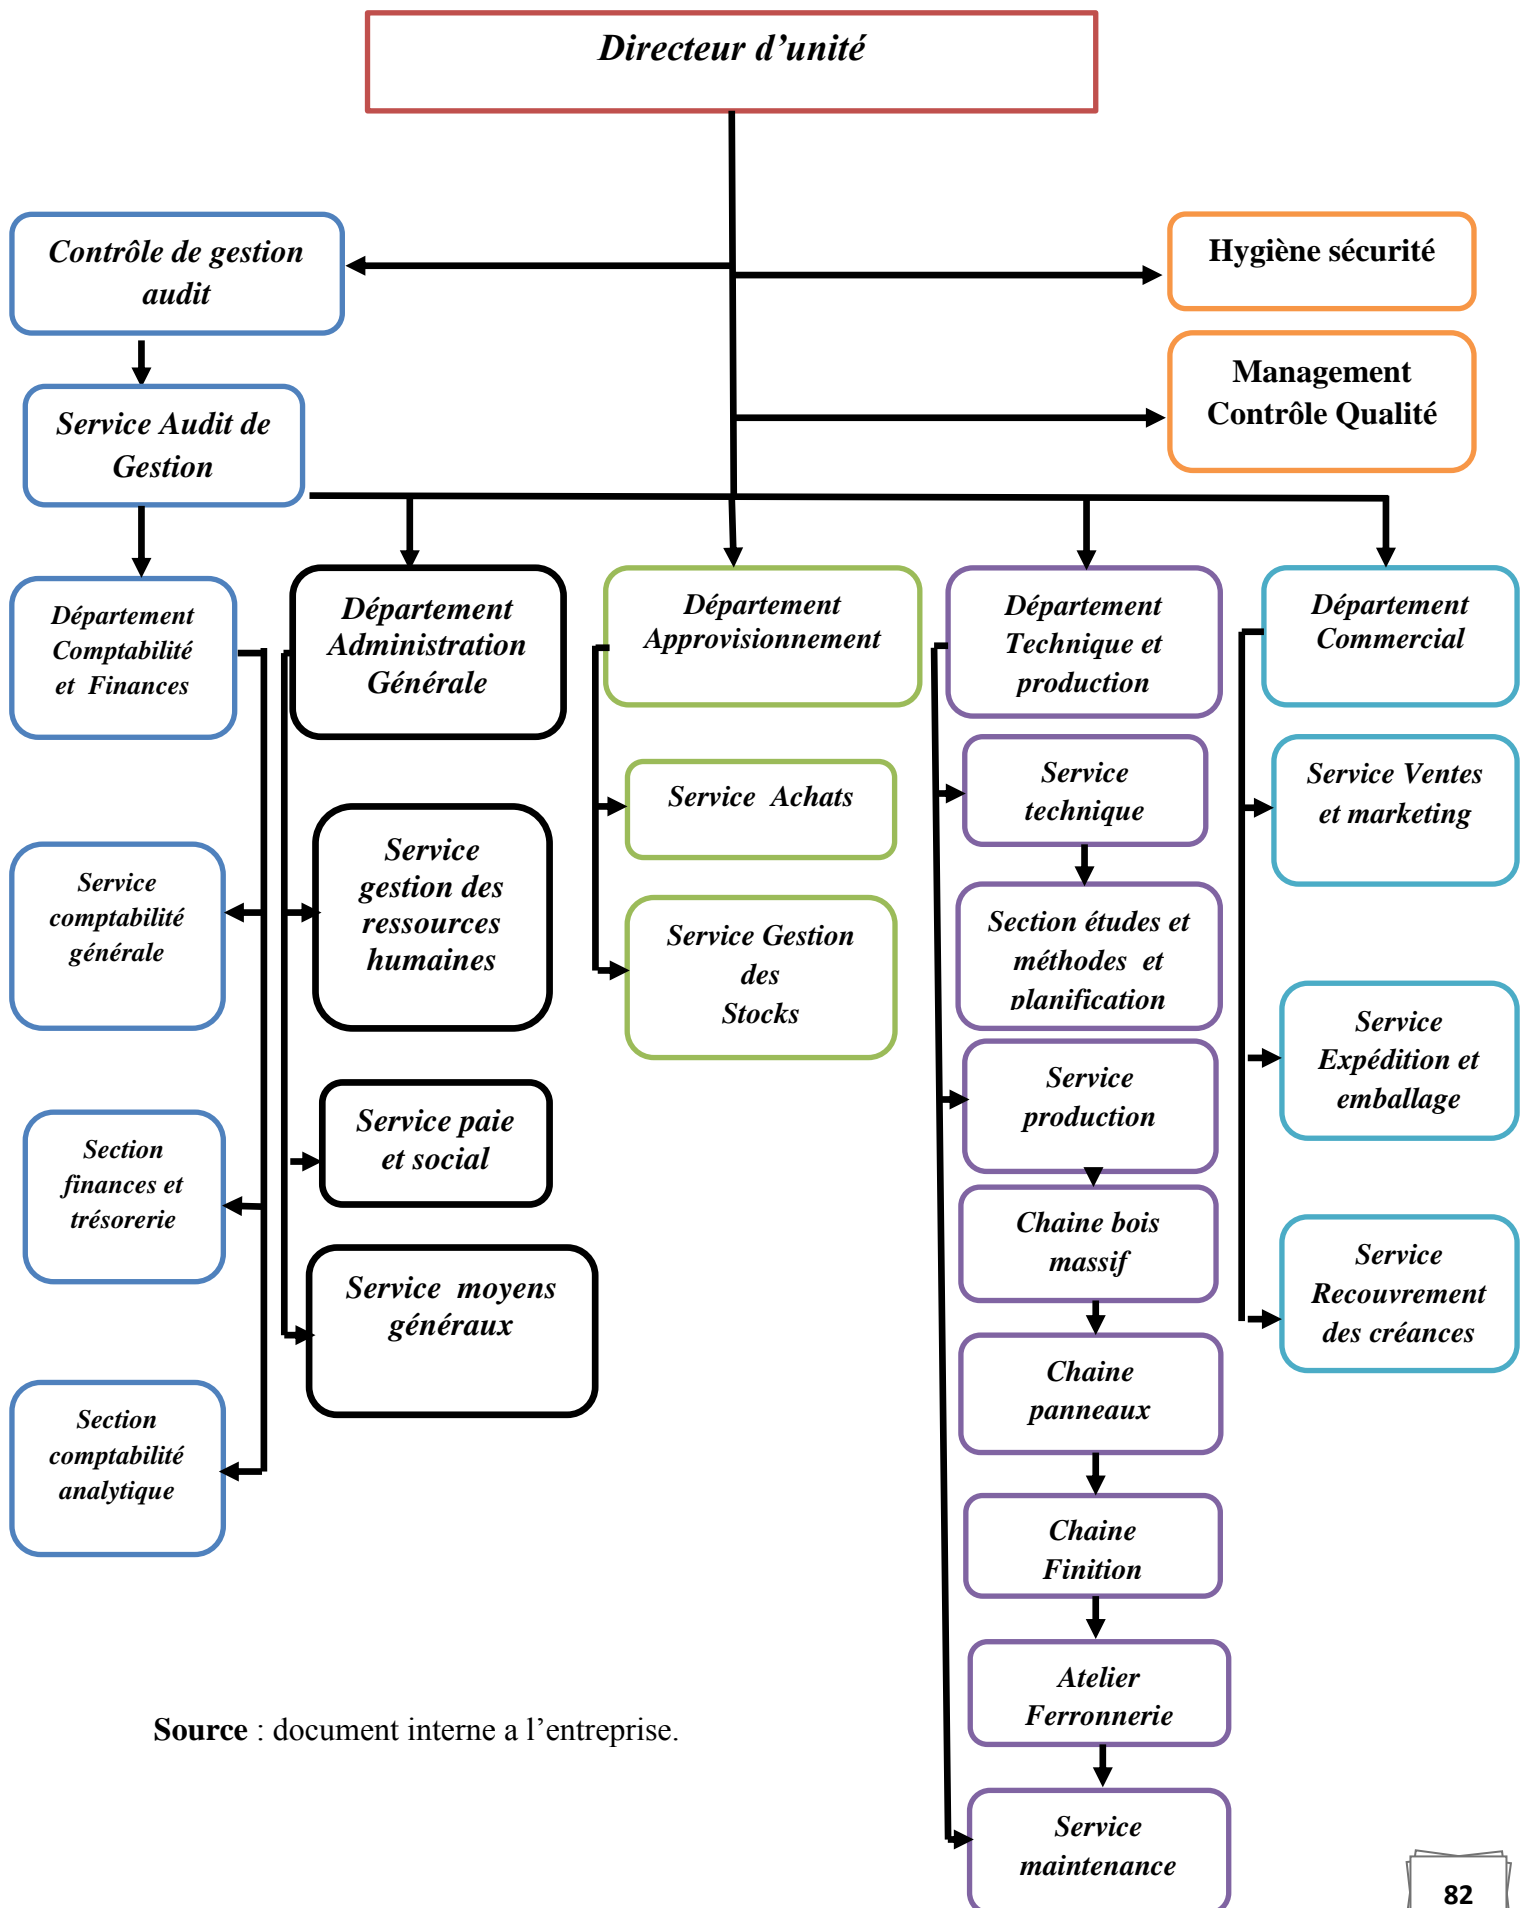 Directeur d’unité
Contrôle de gestion
audit
Hygiène sécurité
Management
Contrôle Qualité
Service Audit de
Gestion
Département
Comptabilité
et  Finances
Département
Administration
Générale
Département
Approvisionnement
Département
Technique et
production
Département
Commercial
Service
comptabilité
générale
Section
finances et
trésorerie
Section
comptabilité
analytique
Service
gestion des
ressources
humaines
Service paie
et social
Service  moyens
généraux
Service  Achats
Service Gestion
des
Stocks
Service
technique
Section études et
méthodes  et
planification
Service
production
Chaine bois
massif
Chaine
panneaux
Chaine
Finition
Atelier
Ferronnerie
Service
maintenance
Service Ventes
et marketing
Service
Expédition et
emballage
Service
Recouvrement
des créances
Source : document interne a l’entreprise.
82